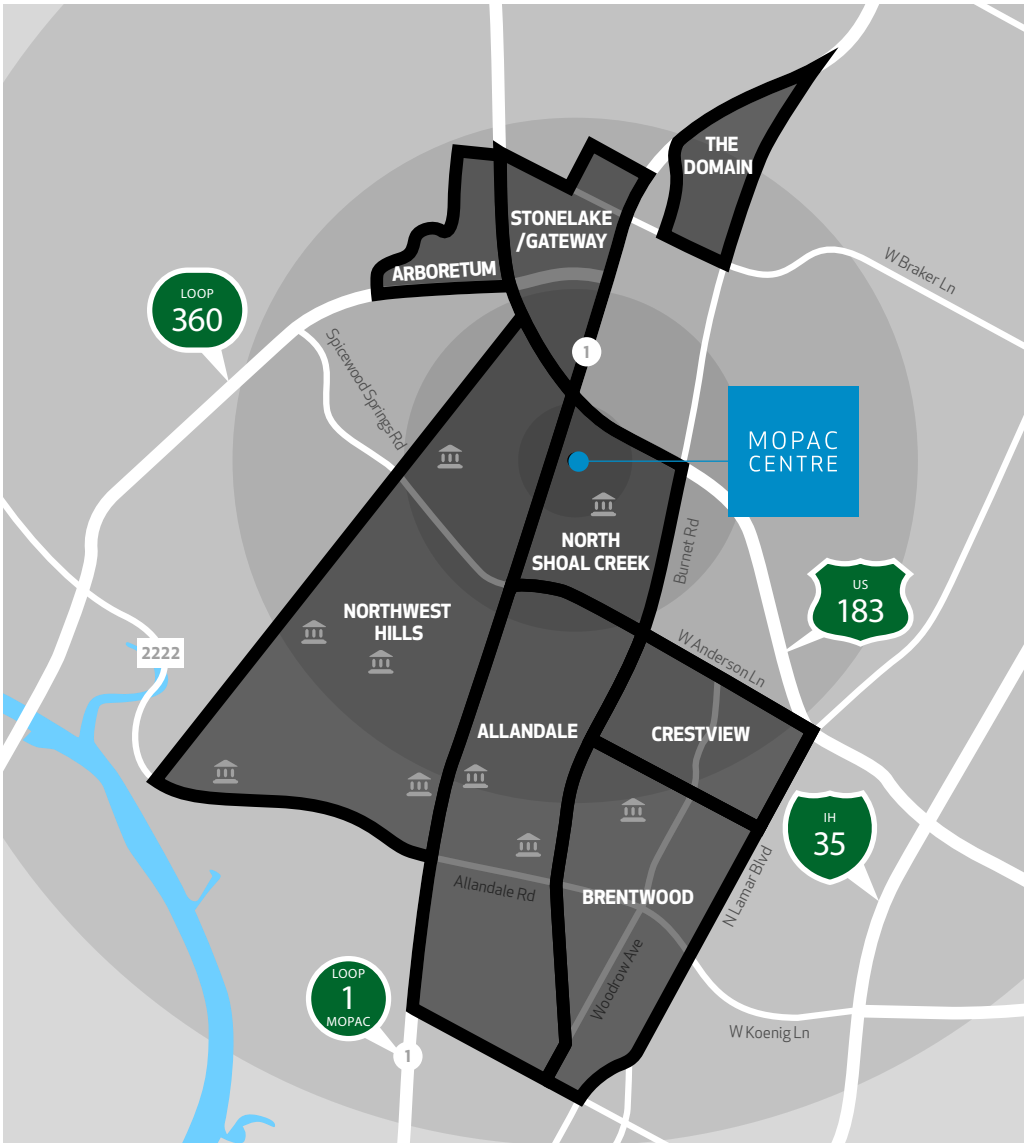 THE
DOMAIN
STONELAKE
/GATEWAY
ARBORETUM
W Braker Ln
LOOP
360
Spicewood Springs Rd
1
MOPAC
CENTRE
NORTH
SHOAL CREEK
Burnet Rd
US
183
NORTHWEST
HILLS
2222
W Anderson Ln
ALLANDALE
CRESTVIEW
IH
35
Allandale Rd
BRENTWOOD
N Lamar Blvd
Woodrow Ave
LOOP
1
MOPAC
1
W Koenig Ln